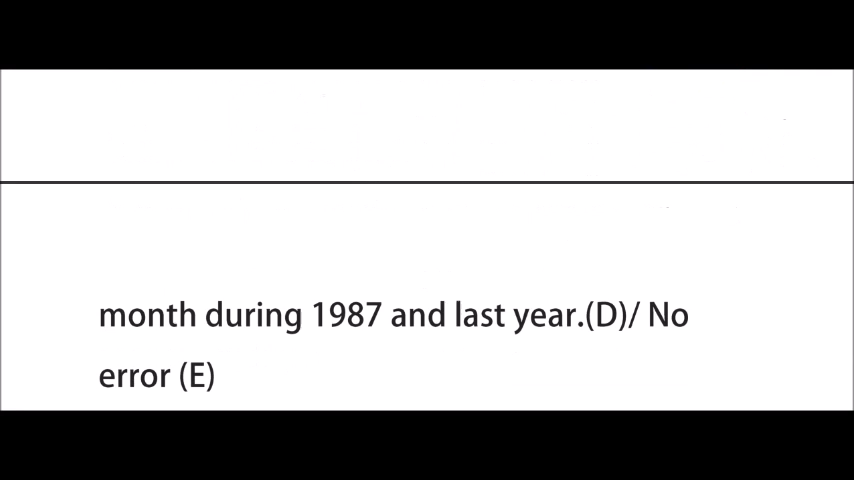 month during 1987 and last year.(D)/ No
error (E)